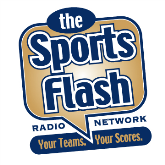 the
Sports
Flash
RADIO NETWORK
Your Teams. Your Scores.